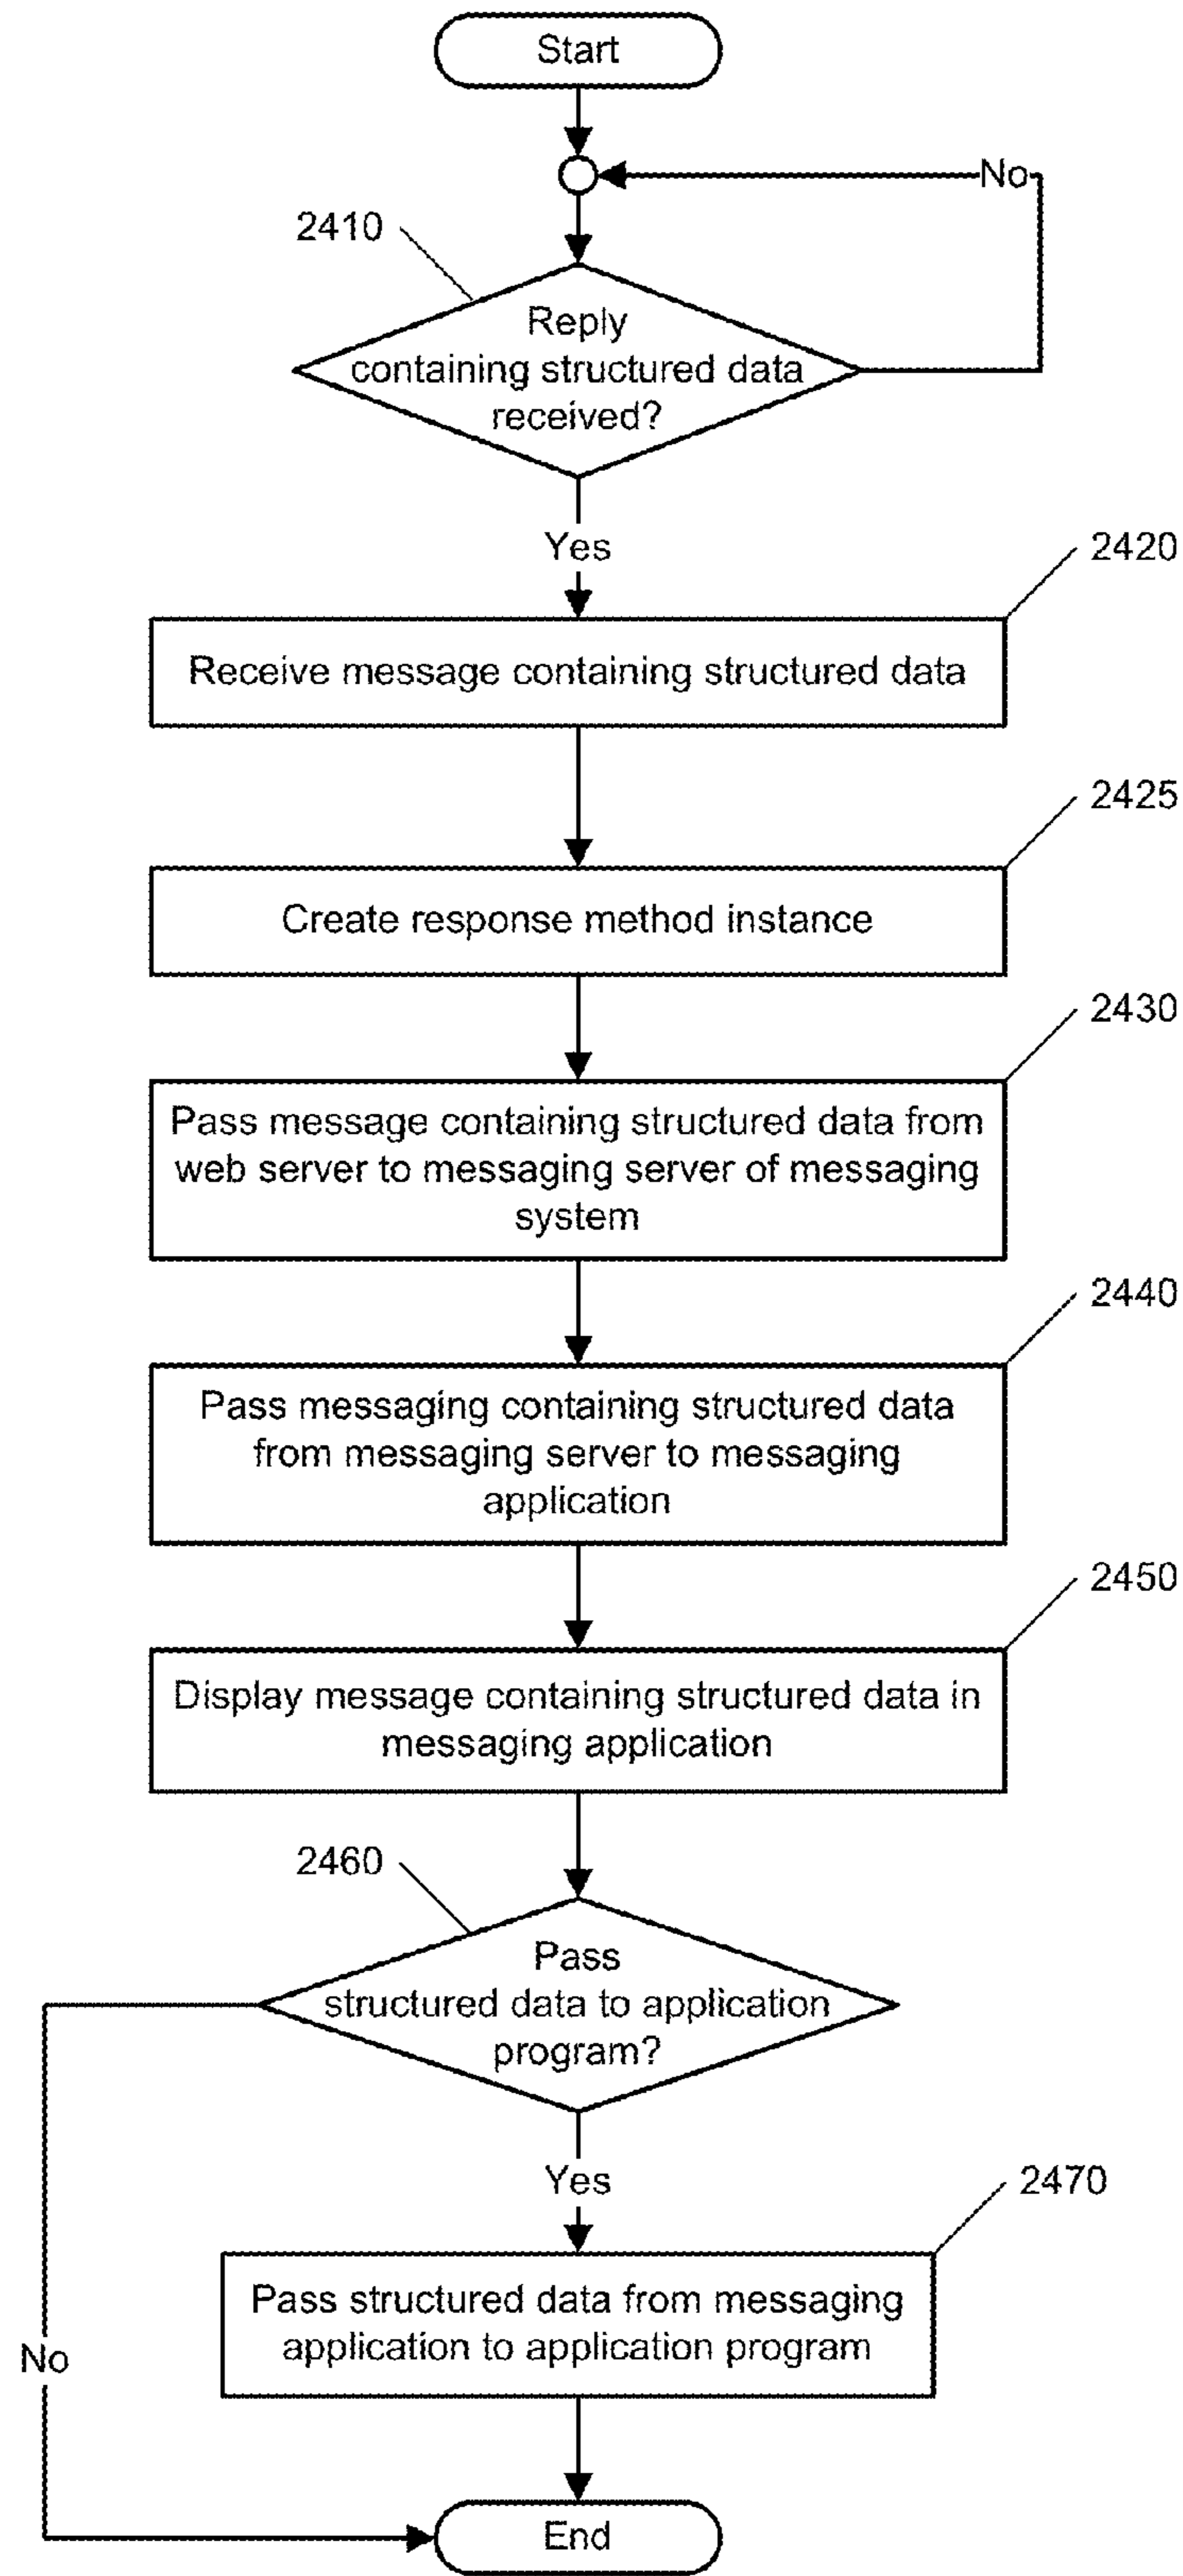 Start
No
2410
Reply
containing structured data
received?
Yes
2420
Receive message containing structured data
2425
Create response method instance
2430
Pass message containing structured data from
web server to messaging server of messaging
system
2440
Pass messaging containing structured data
from messaging server to messaging
application
2450
Display message containing structured data in
messaging application
2460
Pass
structured data to application
program?
Yes
2470
Pass structured data from messaging
application to application program
No
End